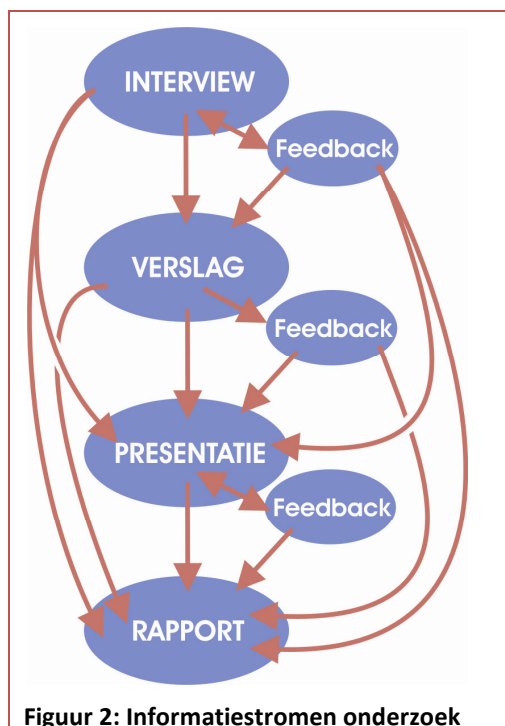 INTERVIEW
Feedback
VERSLAG
Feedback
PRESENTATIE
Feedback
RAPPORT
Figuur 2: Informatiestromen onderzoek